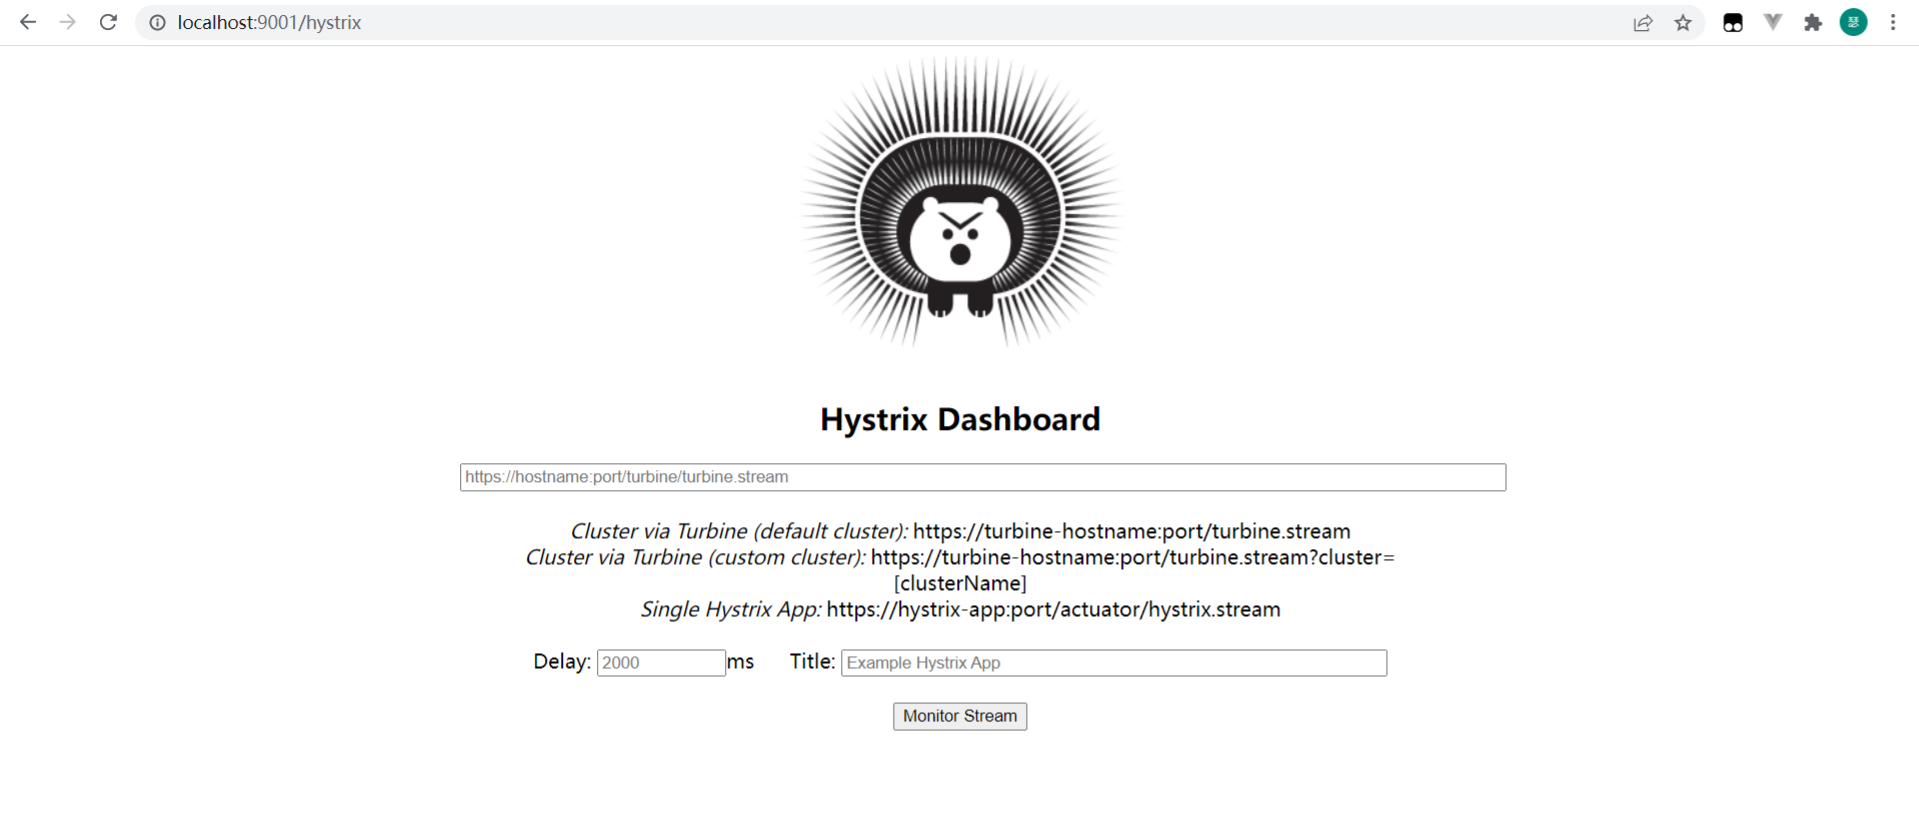 localhost:9001/hystrix
瑟
Hystrix Dashboard
https://hostname:port/turbine/turbine.stream
Cluster via Turbine (default cluster): https://turbine-hostname:port/turbine.stream
Cluster via Turbine (custom cluster): https://turbine-hostname:port/turbine.stream?cluster=
[clusterName]
Single Hystrix App: https://hystrix-app:port/actuator/hystrix.stream
Delay: 2000 ms Title: Example Hystrix App
Monitor Stream